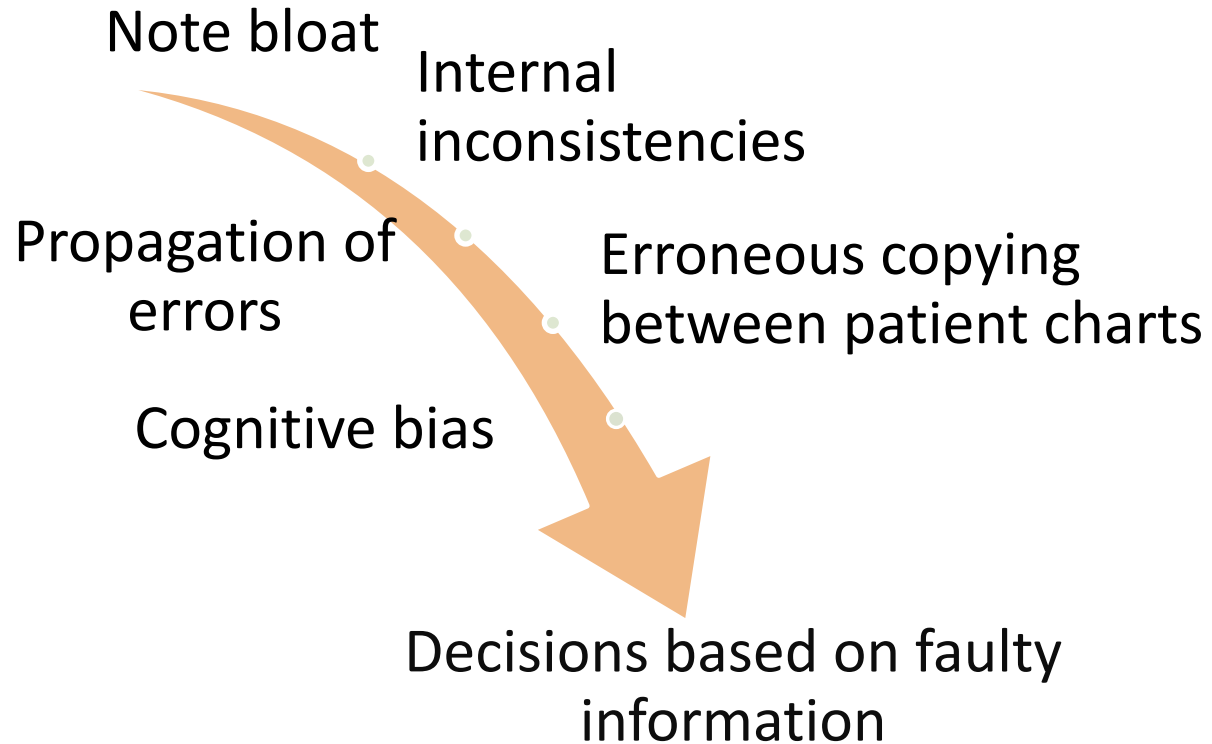 Note bloat
Internal
inconsistencies
Propagation of
errors
Erroneous copying
between patient charts
Cognitive bias
Decisions based on faulty
information